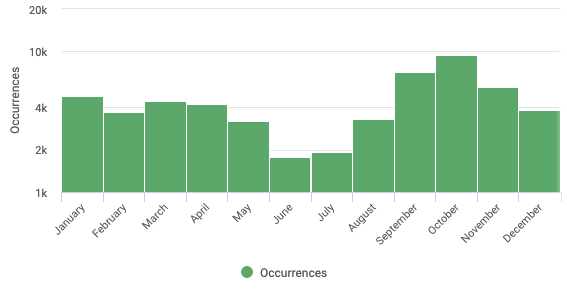 20k
10k
4k
2k
1k
Occurrences
January
February
March
April
May
June
July
August
September
October
November
December
Occurrences